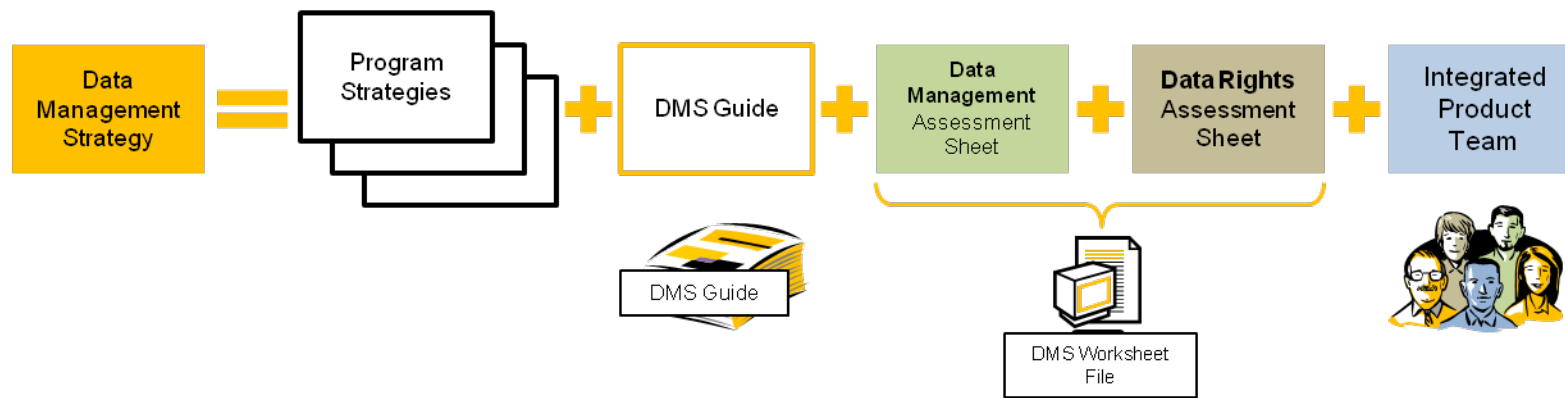 Data
Management
Strategy
Program
Strategies
DMS Guide
Data
Management
Assessment
Sheet
Data Rights
Assessment
Sheet
Integrated
Product
Team
DMS Guide
DMS Worksheet
File